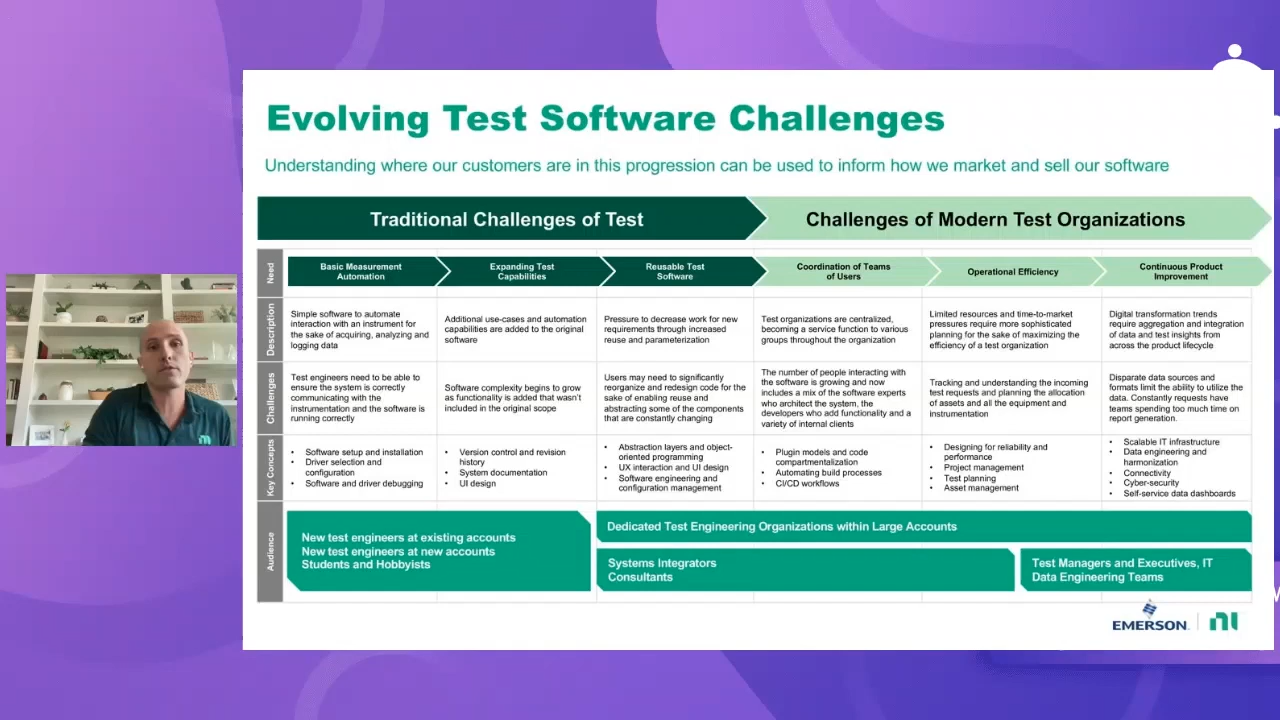 Evolving Test Software Challenges
Understanding where our customers are in this progression can be used to inform how we market and sell our software
Traditional Challenges of Test
Challenges of Modern Test Organizations
Need
Basic Measurement
Automation
Expanding Test
Capabilities
Reusable Test
Software
Coordination of Teams
of Users
Operational Efficiency
Continuous Product
Improvement
Description
Simple software to automate
interaction with an instrument for
the sake of acquiring, analyzing and
logging data
Additional use-cases and automation
capabilities are added to the original
software
Pressure to decrease work for new
requirements through increased
reuse and parameterization
Test organizations are centralized,
becoming a service function to various
groups throughout the organization
Limited resources and time-to-market
pressures require more sophisticated
planning for the sake of maximizing the
efficiency of a test organization
Digital transformation trends
require aggregation and integration
of data and test insights from
across the product lifecycle
Challenges
Test engineers need to be able to
ensure the system is correctly
communicating with the
instrumentation and the software is
running correctly
Software complexity begins to grow
as functionality is added that wasn't
included in the original scope
Users may need to significantly
reorganize and redesign code for the
sake of enabling reuse and
abstracting some of the components
that are constantly changing
The number of people interacting with
the software is growing and now
includes a mix of the software experts
who architect the system, the
developers who add functionality and a
variety of internal clients
Tracking and understanding the incoming
test requests and planning the allocation
of assets and all the equipment and
instrumentation
Disparate data sources and
formats limit the ability to utilize the
data. Constantly requests have
teams spending too much time on
report generation.
Key Concepts
• Software setup and installation
• Driver selection and
configuration
• Software and driver debugging
• Version control and revision
history
• System documentation
• UI design
• Abstraction layers and object-
oriented programming
• UX interaction and UI design
• Software engineering and
configuration management
• Plugin models and code
compartmentalization
• Automating build processes
• CI/CD workflows
• Designing for reliability and
performance
• Project management
• Test planning
• Asset management
• Scalable IT infrastructure
• Data engineering and
harmonization
• Connectivity
• Cyber-security
• Self-service data dashboards
Audience
New test engineers at existing accounts
New test engineers at new accounts
Students and Hobbyists
Dedicated Test Engineering Organizations within Large Accounts
Systems Integrators
Consultants
Test Managers and Executives, IT
Data Engineering Teams
EMERSON
ni